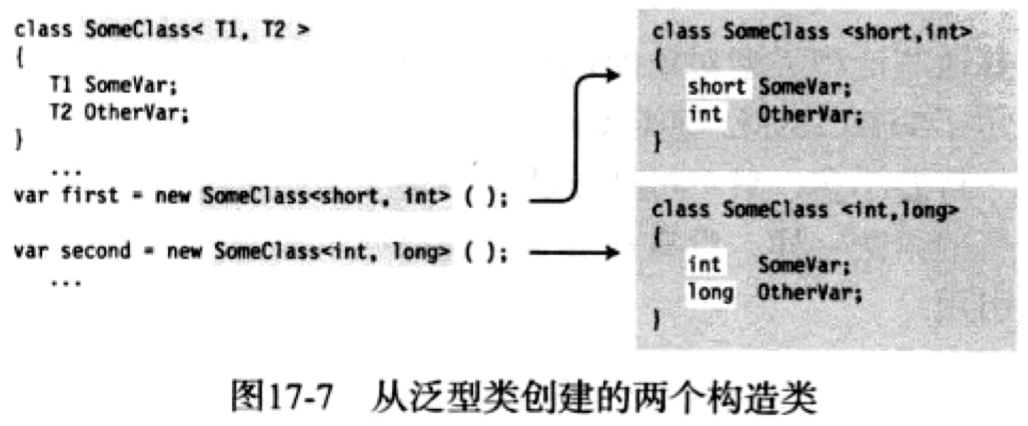 class SomeClass< T1, T2 >
{
T1 SomeVar;
T2 OtherVar;
}
...
var first = new SomeClass<short, int> ( );
var second = new SomeClass<int, long> ( );
...
class SomeClass <short,int>
{
short SomeVar;
int OtherVar;
}
class SomeClass <int,long>
{
int SomeVar;
long OtherVar;
}
图17-7 从泛型类创建的两个构造类